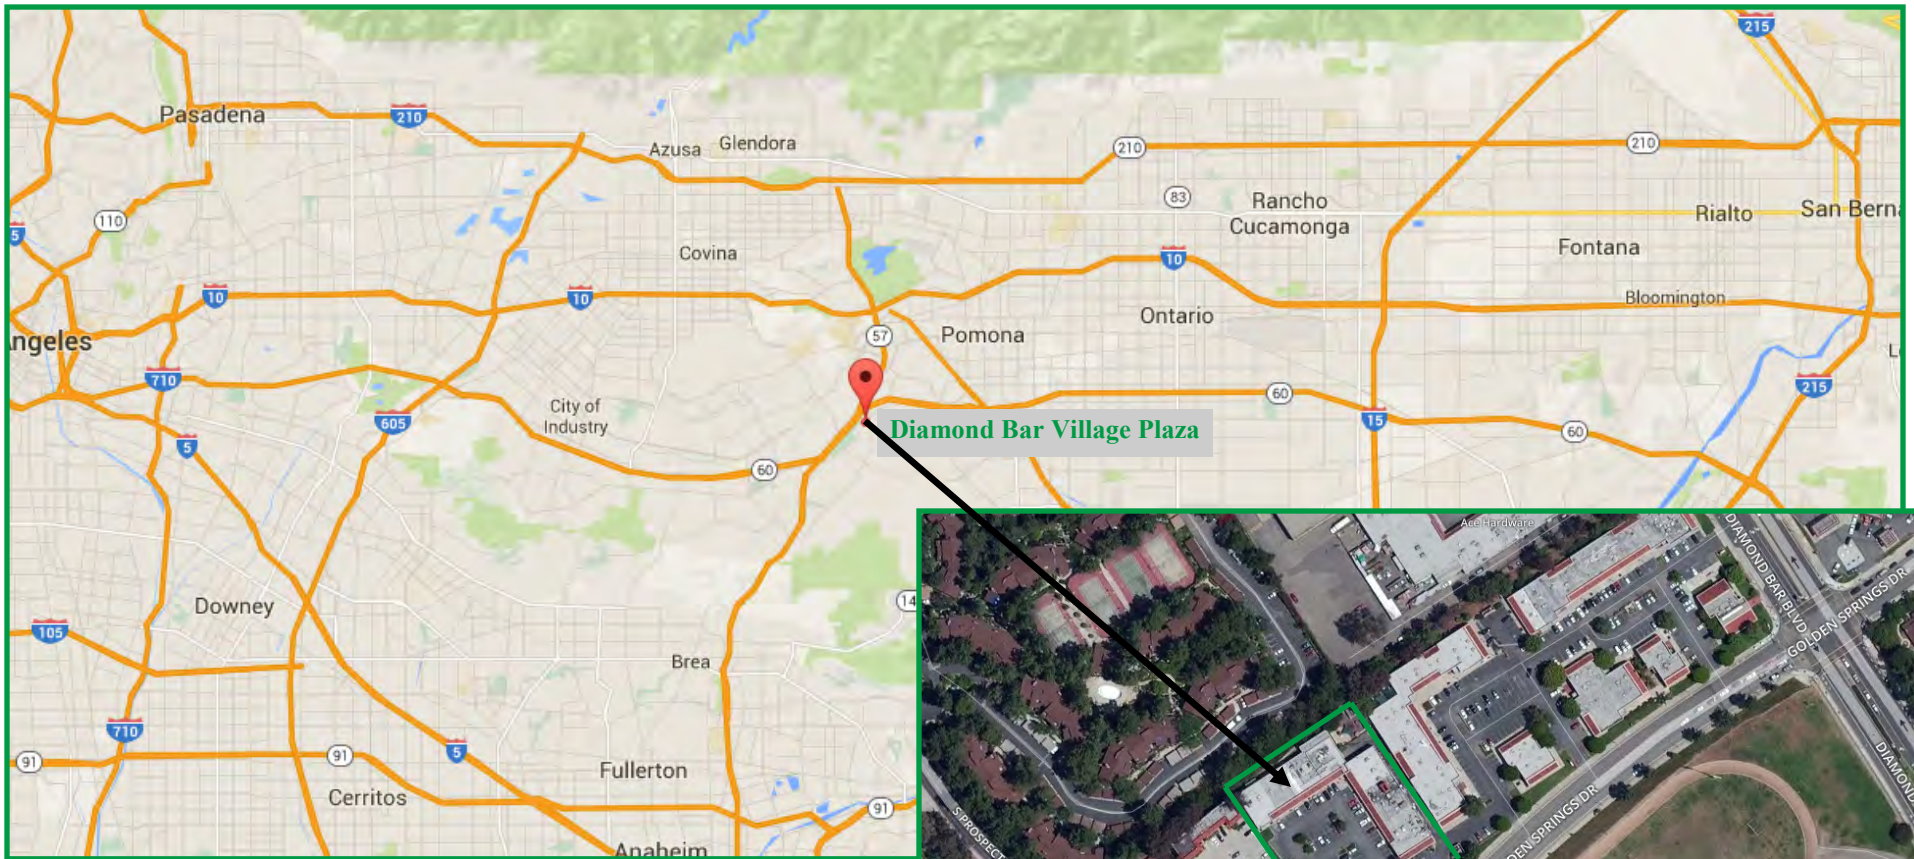 215
Pasadena
210
Azusa
Glendora
210
210
83
Rancho
Cucamonga
Rialto
San Berna
110
5
Covina
Fontana
10
10
10
Bloomington
Ontario
57
Pomona
Angeles
710
60
215
City of
Industry
605
15
Diamond Bar Village Plaza
60
5
60
Ace Hardware
DIAMOND BAR BLVD
GOLDEN SPRINGS DR
14
Downey
105
Brea
710
5
91
91
Fullerton
Cerritos
91
Anaheim
S PROSPECT
DEN SPRINGS DR
DIAMOND